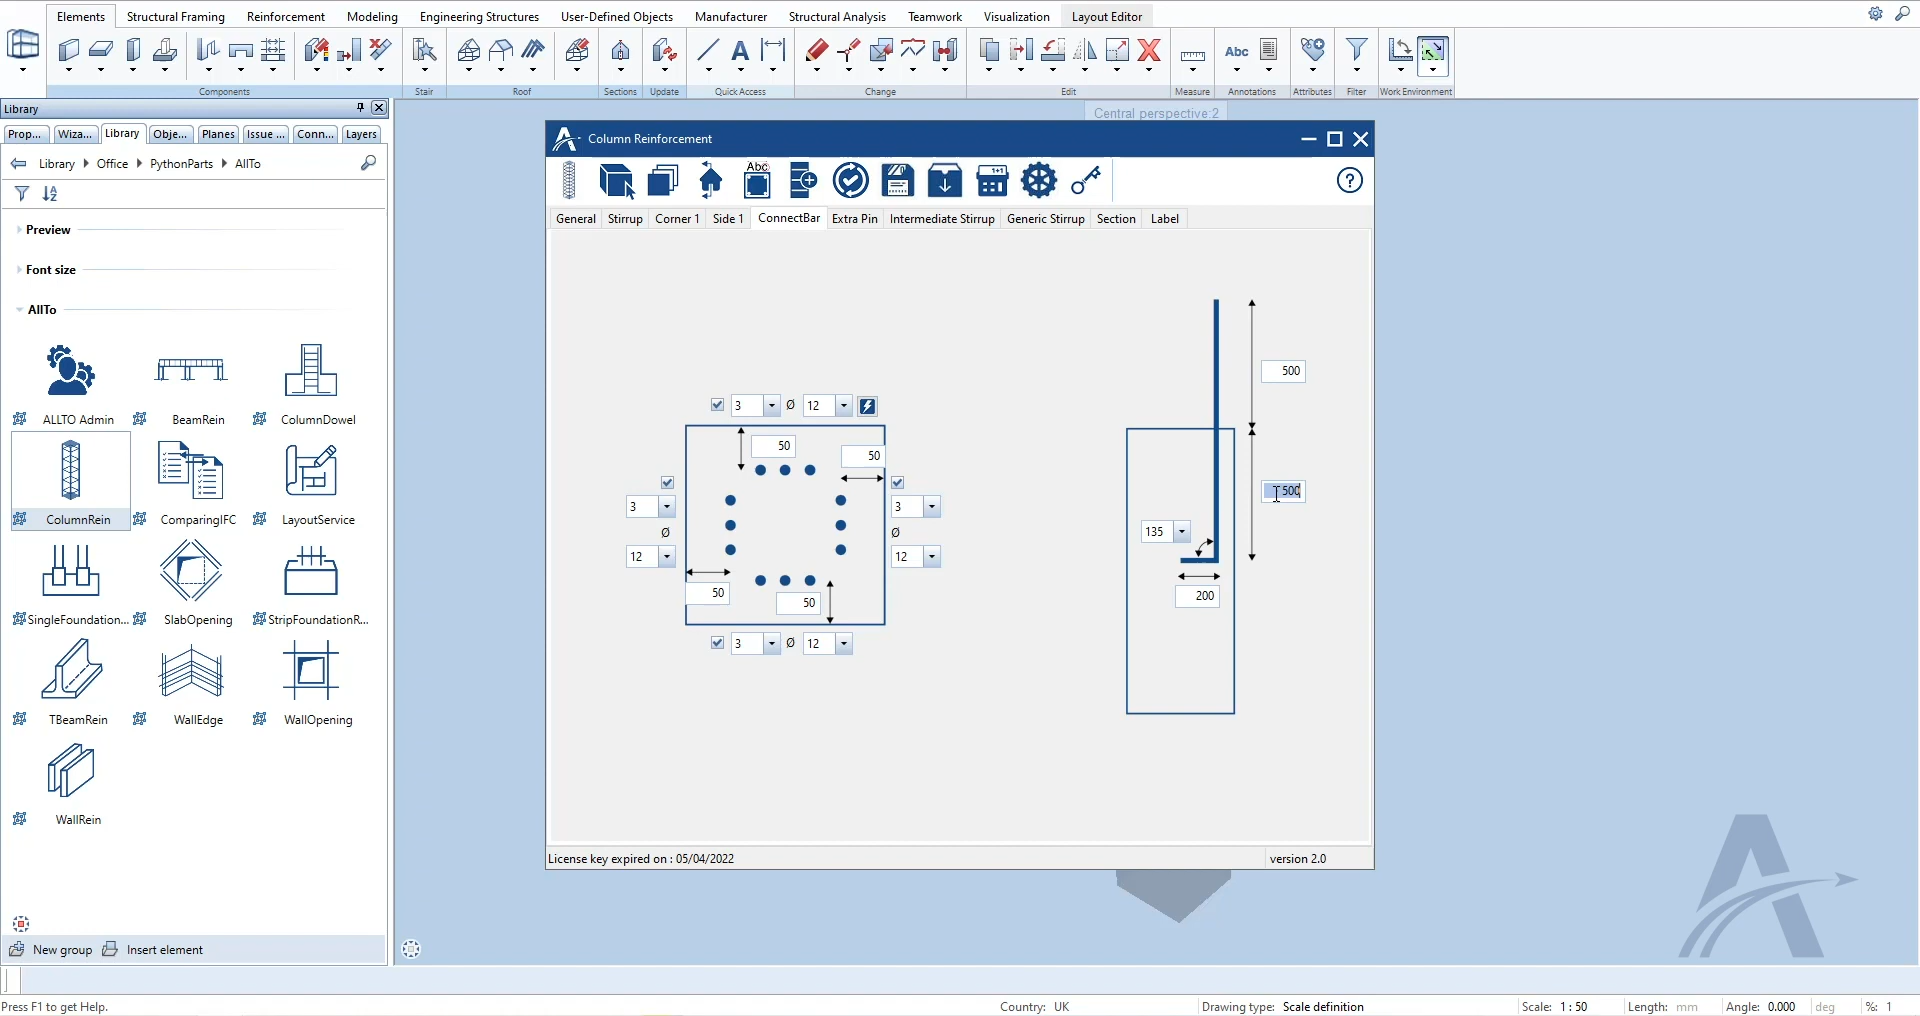 Elements Structural Framing Reinforcement Modeling Engineering Structures User-Defined Objects Manufacturer Structural Analysis Teamwork Visualization Layout Editor
A Abc
Components Stair Roof Sections Update Quick Access Change Edit Measure Annotations Attributes Filter Work Environment
Library
Prop... Wiza... Library Obje... Planes Issue ... Conn... Layers
Library Office PythonParts AllTo
Preview
Font size
AllTo
ALLTO Admin BeamRein ColumnDowel
ColumnRein ComparingIFC LayoutService
SingleFoundation... SlabOpening StripFoundationR...
TBeamRein WallEdge WallOpening
WallRein
New group Insert element
Central perspective:2
Column Reinforcement
Abc 1+1
General Stirrup Corner 1 Side 1 ConnectBar Extra Pin Intermediate Stirrup Generic Stirrup Section Label
500
3 Ø 12
50
50
500
3 3
135
Ø Ø
12 12
50 50
200
3 Ø 12
License key expired on : 05/04/2022 version 2.0
Press F1 to get Help. Country: UK Drawing type: Scale definition Scale: 1 : 50 Length: mm Angle: 0.000 deg %: 1